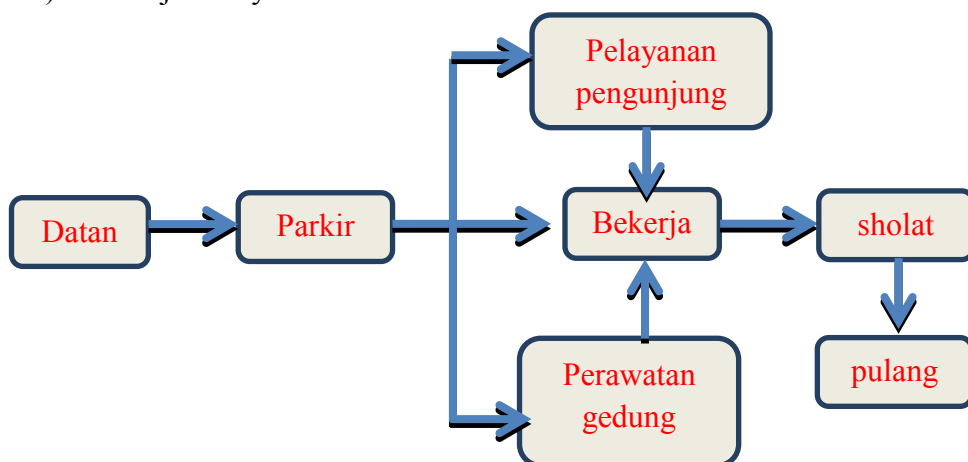 Datan
Parkir
Pelayanan
pengunjung
Bekerja
Perawatan
gedung
sholat
pulang